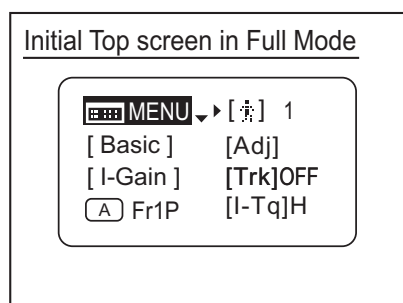 Initial Top screen in Full Mode
MENU [ ] 1
[ Basic ] [Adj]
[ I-Gain ] [Trk]OFF
A Fr1P [I-Tq]H